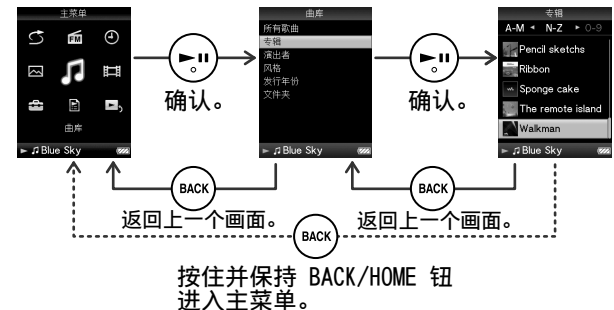 主菜单
FM
曲库
Blue Sky
确认。
曲库
所有歌曲
专辑
演出者
风格
发行年份
文件夹
Blue Sky
确认。
专辑
A-M N-Z 0-9
Pencil sketchs
Ribbon
Sponge cake
The remote island
Walkman
Blue Sky
BACK
返回上一个画面。
BACK
返回上一个画面。
BACK
按住并保持 BACK/HOME 钮
进入主菜单。